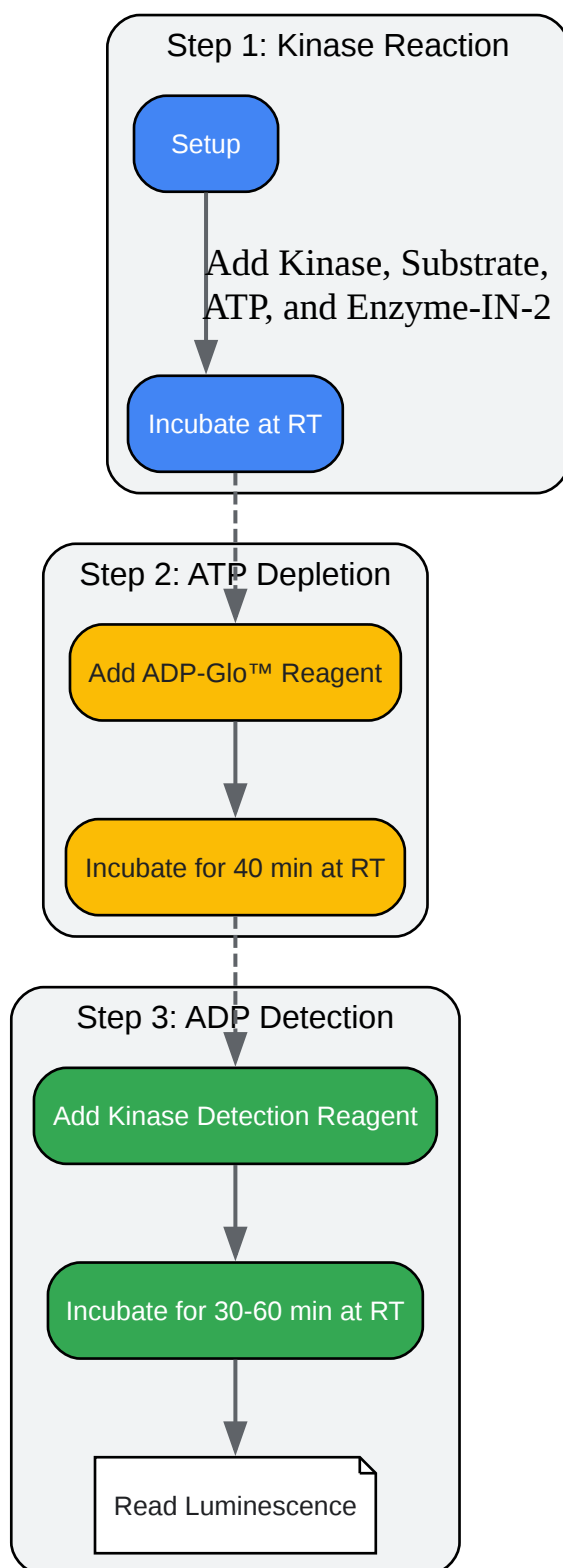 Step 1: Kinase Reaction
Setup
Add Kinase, Substrate,
ATP, and Enzyme-IN-2
Incubate at RT
Step 2: ATP Depletion
Add ADP-Glo™ Reagent
Incubate for 40 min at RT
Step 3: ADP Detection
Add Kinase Detection Reagent
Incubate for 30-60 min at RT
Read Luminescence